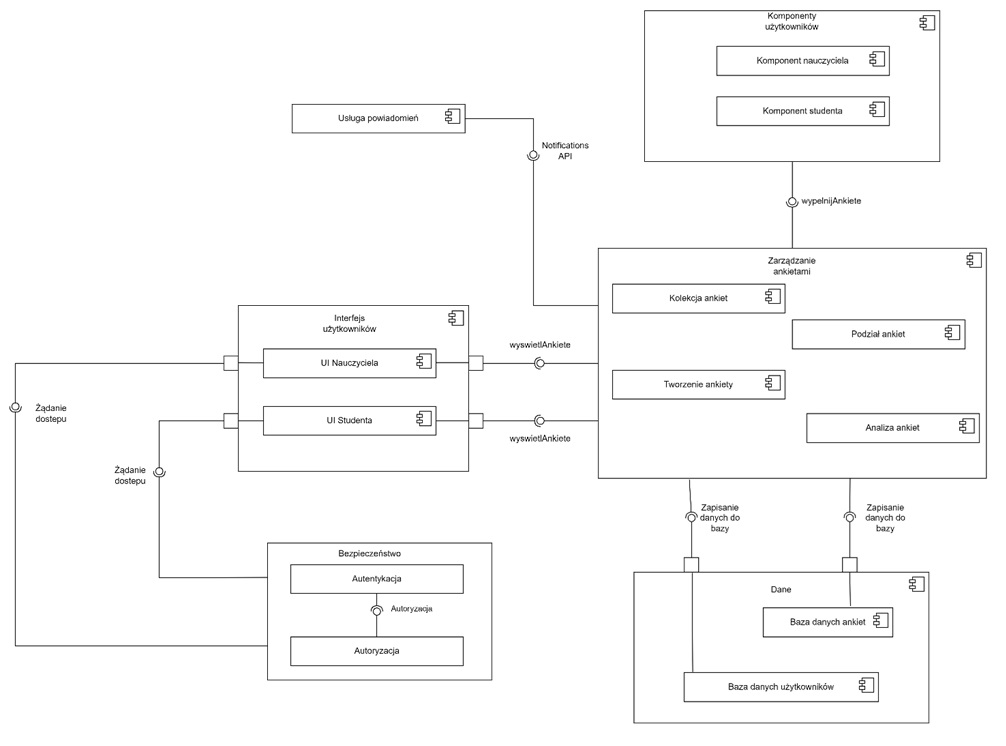 Komponenty
użytkowników
Komponent nauczyciela
Komponent studenta
Usługa powiadomień
Notifications
API
wypelnijAnkiete
Zarządzanie
ankietami
Kolekcja ankiet
Podział ankiet
Tworzenie ankiety
Analiza ankiet
Interfejs
użytkowników
UI Nauczyciela
UI Studenta
wyswietlAnkiete
wyswietlAnkiete
Żądanie
dostepu
Żądanie
dostepu
Bezpieczeństwo
Autentykacja
Autoryzacja
Autoryzacja
Zapisanie
danych do
bazy
Zapisanie
danych do
bazy
Dane
Baza danych ankiet
Baza danych użytkowników